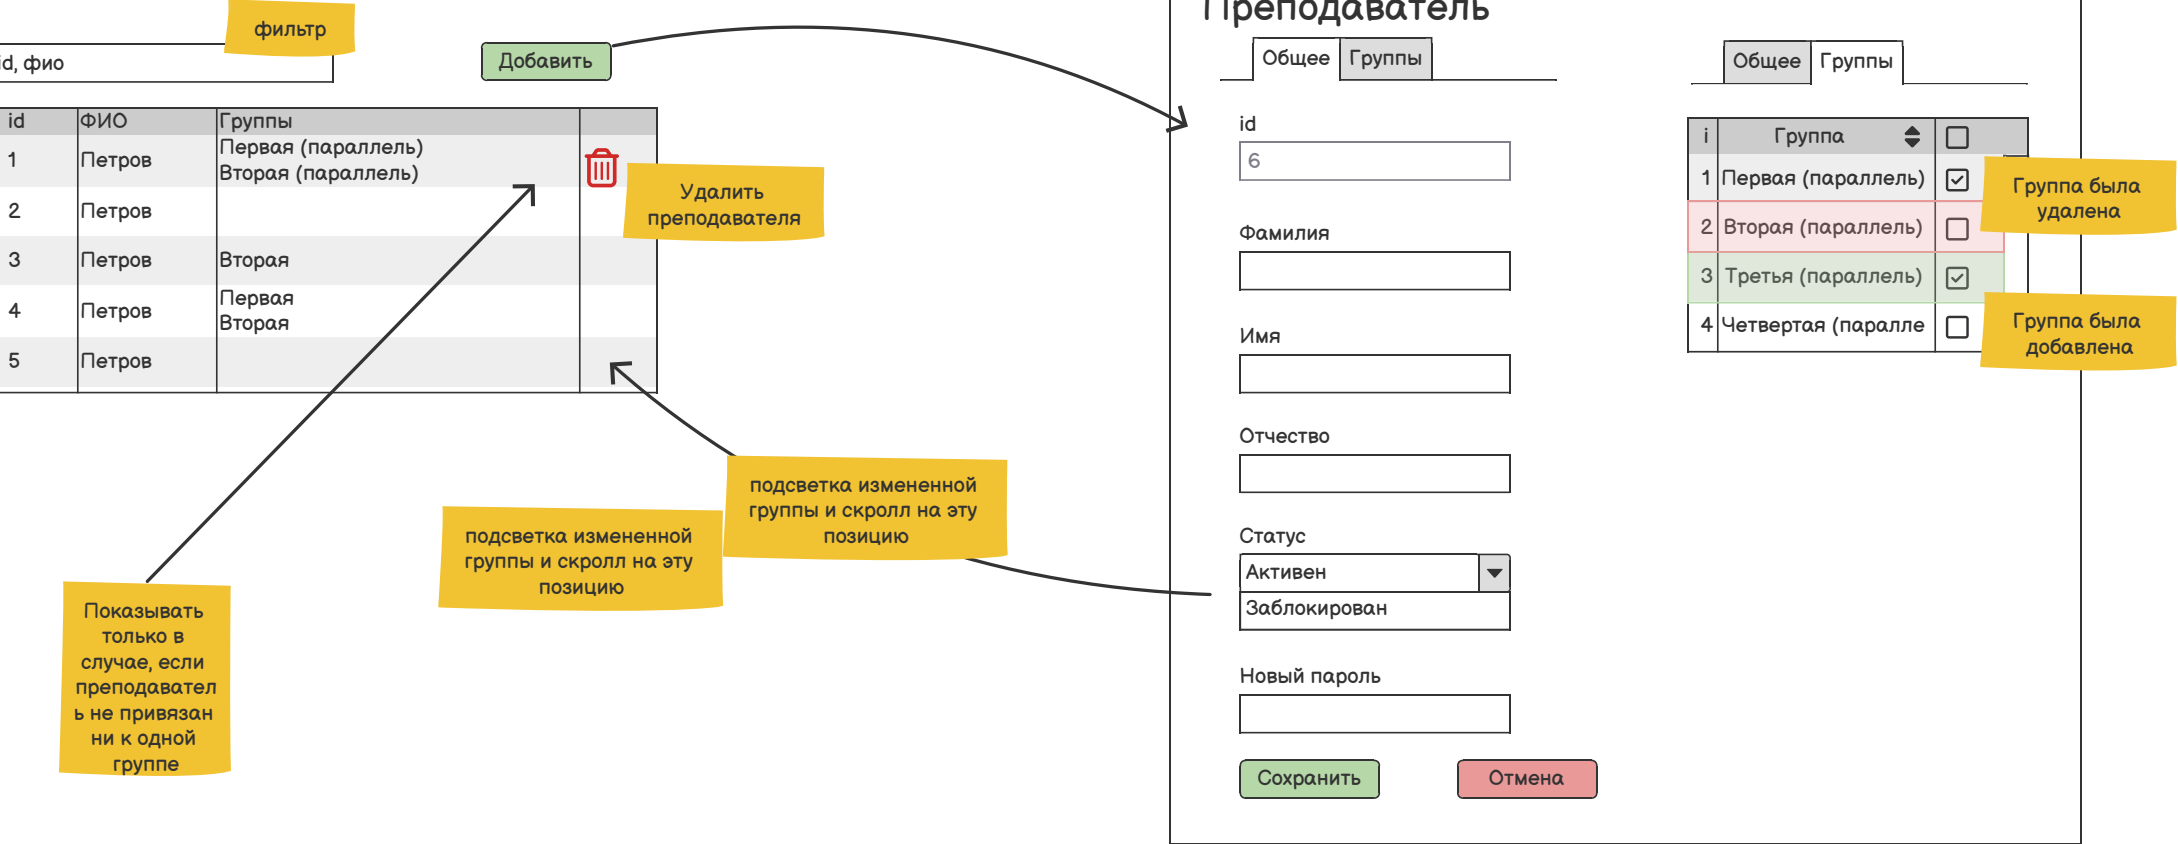 фильтр
id, фио
Добавить
id ФИО Группы
1 Петров Первая (параллель)
Вторая (параллель)
2 Петров
3 Петров Вторая
4 Петров Первая
Вторая
5 Петров
Удалить
преподавателя
подсветка измененной
группы и скролл на эту
позицию
подсветка измененной
группы и скролл на эту
позицию
Показывать
только в
случае, если
преподавател
ь не привязан
ни к одной
группе
Преподаватель
Общее Группы
id
6
Фамилия
Имя
Отчество
Статус
Активен
Заблокирован
Новый пароль
Сохранить Отмена
Общее Группы
i Группа
1 Первая (параллель)
2 Вторая (параллель)
3 Третья (параллель)
4 Четвертая (паралле
Группа была
удалена
Группа была
добавлена